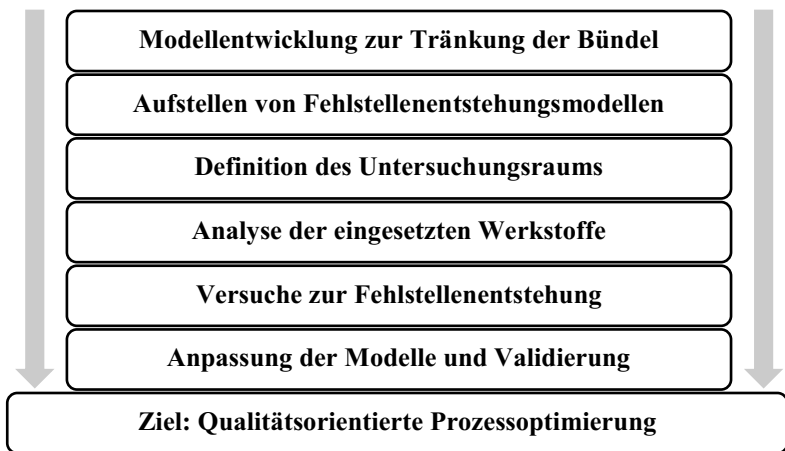 Modellentwicklung zur Tränkung der Bündel
Aufstellen von Fehlstellenentstehungsmodellen
Definition des Untersuchungsraums
Analyse der eingesetzten Werkstoffe
Versuche zur Fehlstellenentstehung
Anpassung der Modelle und Validierung
Ziel: Qualitätsorientierte Prozessoptimierung